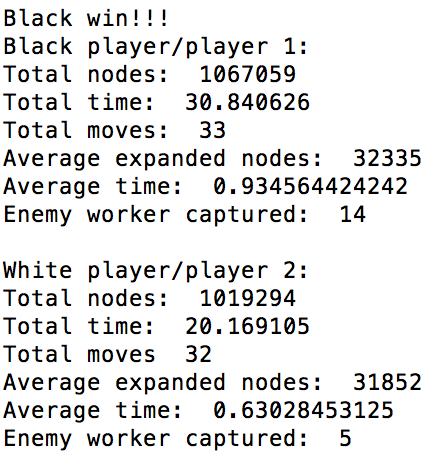 Black win!!!
Black player/player 1:
Total nodes:  1067059
Total time:  30.840626
Total moves:  33
Average expanded nodes:  32335
Average time:  0.934564424242
Enemy worker captured:  14

White player/player 2:
Total nodes:  1019294
Total time:  20.169105
Total moves  32
Average expanded nodes:  31852
Average time:  0.63028453125
Enemy worker captured:  5